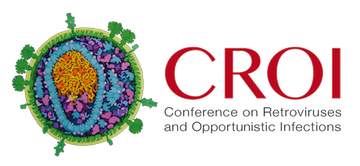 CROI
Conference on Retroviruses
and Opportunistic Infections